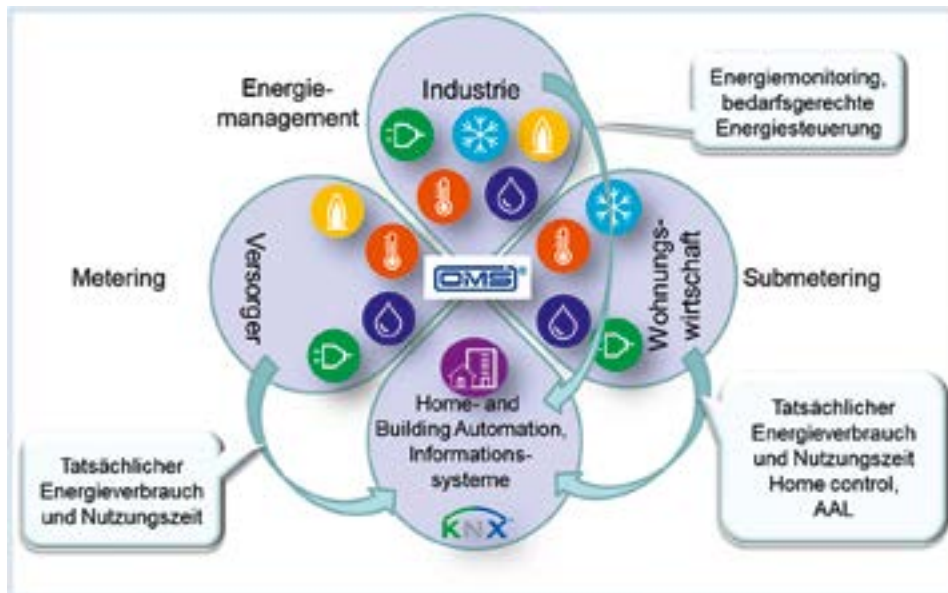 Energie-
management
Industrie
Energiemonitoring,
bedarfsgerechte
Energiesteuerung
Metering
Versorger
OMS®
Wohnungs-
wirtschaft
Submetering
Home- and
Building Automation,
Informations-
systeme
KNX
Tatsächlicher
Energieverbrauch
und Nutzungszeit
Tatsächlicher
Energieverbrauch
und Nutzungszeit
Home control,
AAL